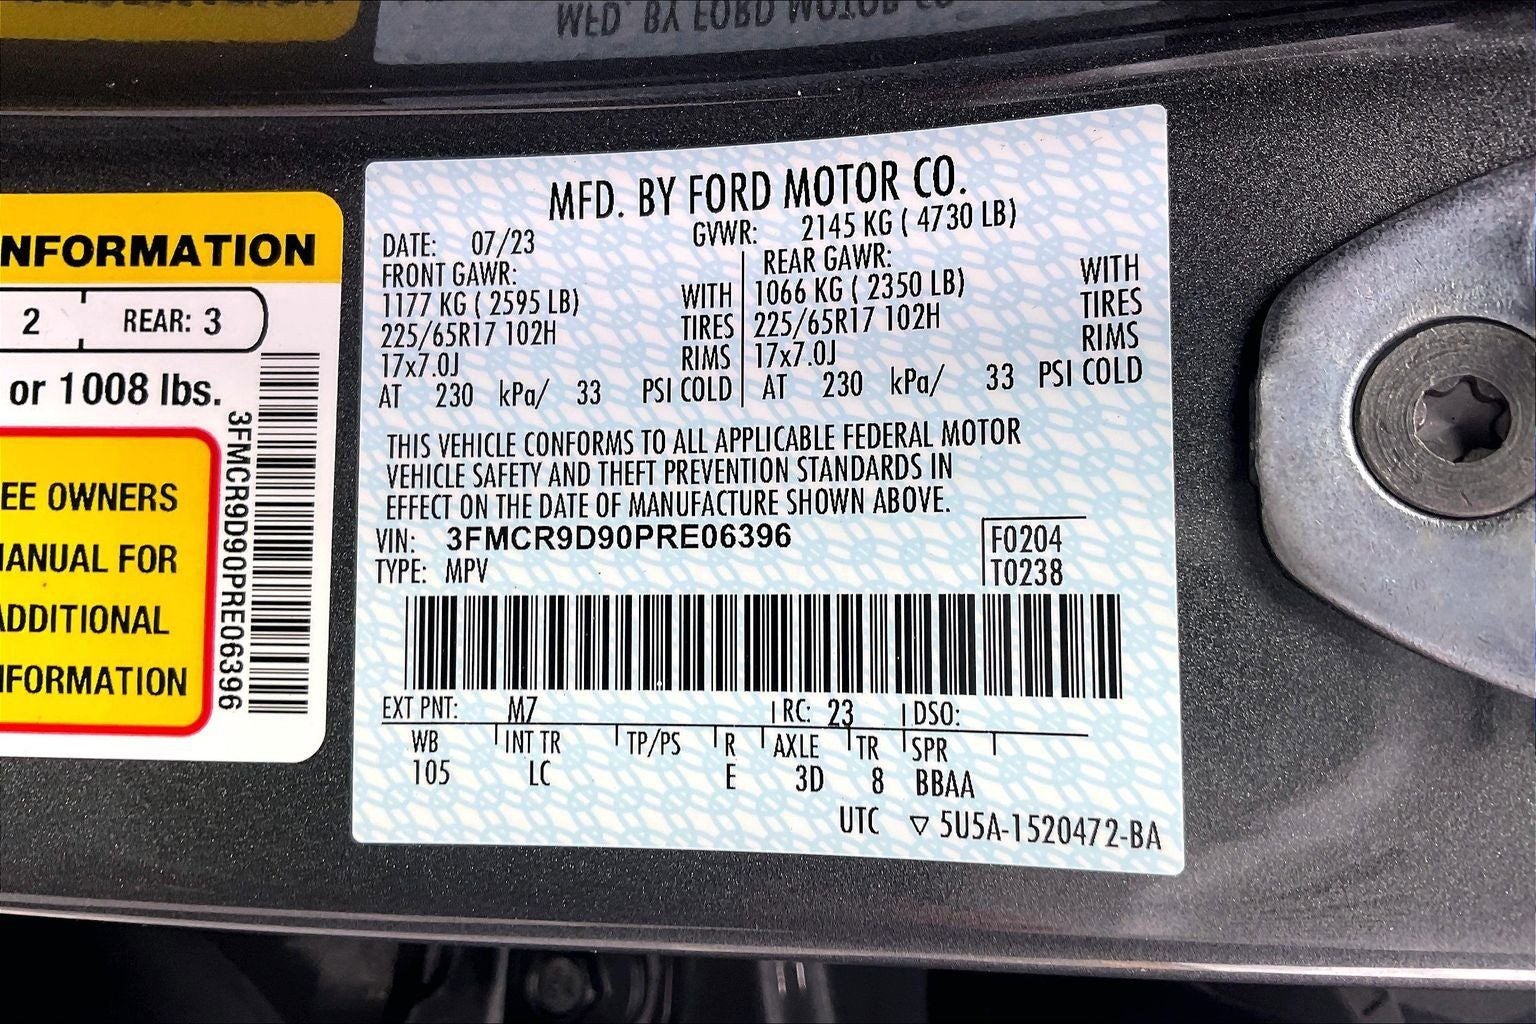 MFD. BY FORD MOTOR CO
NFORMATION
2 REAR: 3
or 1008 lbs.
EE OWNERS
MANUAL FOR
ADDITIONAL
NFORMATION
3FMCR9D90PRE06396
MFD. BY FORD MOTOR CO.
DATE: 07/23 GVWR: 2145 KG ( 4730 LB)
FRONT GAWR: REAR GAWR:
1177 KG ( 2595 LB) WITH 1066 KG ( 2350 LB) WITH
225/65R17 102H TIRES 225/65R17 102H TIRES
17x7.0J RIMS 17x7.0J RIMS
AT 230 kPa/ 33 PSI COLD AT 230 kPa/ 33 PSI COLD
THIS VEHICLE CONFORMS TO ALL APPLICABLE FEDERAL MOTOR
VEHICLE SAFETY AND THEFT PREVENTION STANDARDS IN
EFFECT ON THE DATE OF MANUFACTURE SHOWN ABOVE.
VIN: 3FMCR9D90PRE06396 F0204
TYPE: MPV T0238
EXT PNT: M7 RC: 23 DSO:
WB INT TR TP/PS R AXLE TR SPR
105 LC E 3D 8 BBAA
UTC ▽ 5U5A-1520472-BA